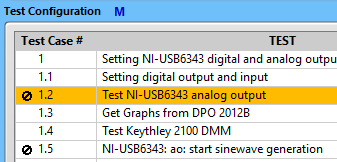 Test Configuration M
Test Case # TEST
1 Setting NI-USB6343 digital and analog outpu
1.1 Setting digital output and input
1.2 Test NI-USB6343 analog output
1.3 Get Graphs from DPO 2012B
1.4 Test Keythley 2100 DMM
1.5 NI-USB6343: ao: start sinewave generation